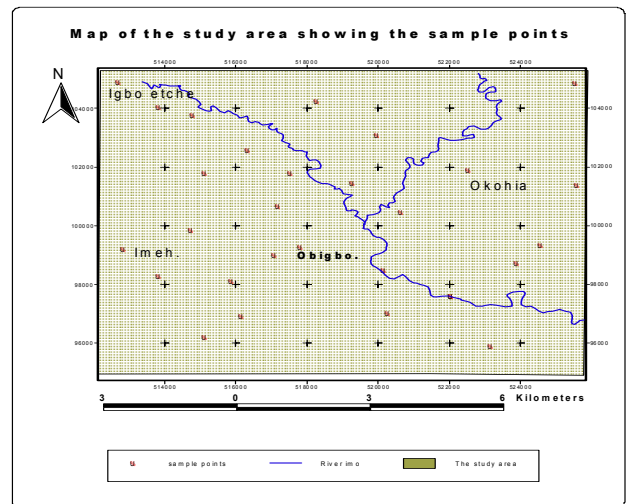 Map of the study area showing the sample points
N
514000 516000 518000 520000 522000 524000
Igbo etche
104000 104000
102000 102000
Okohia
100000 100000
Imeh.
Obigbo.
98000 98000
96000 96000
514000 516000 518000 520000 522000 524000
3 0 3 6 Kilometers
sample points
River imo
The study area